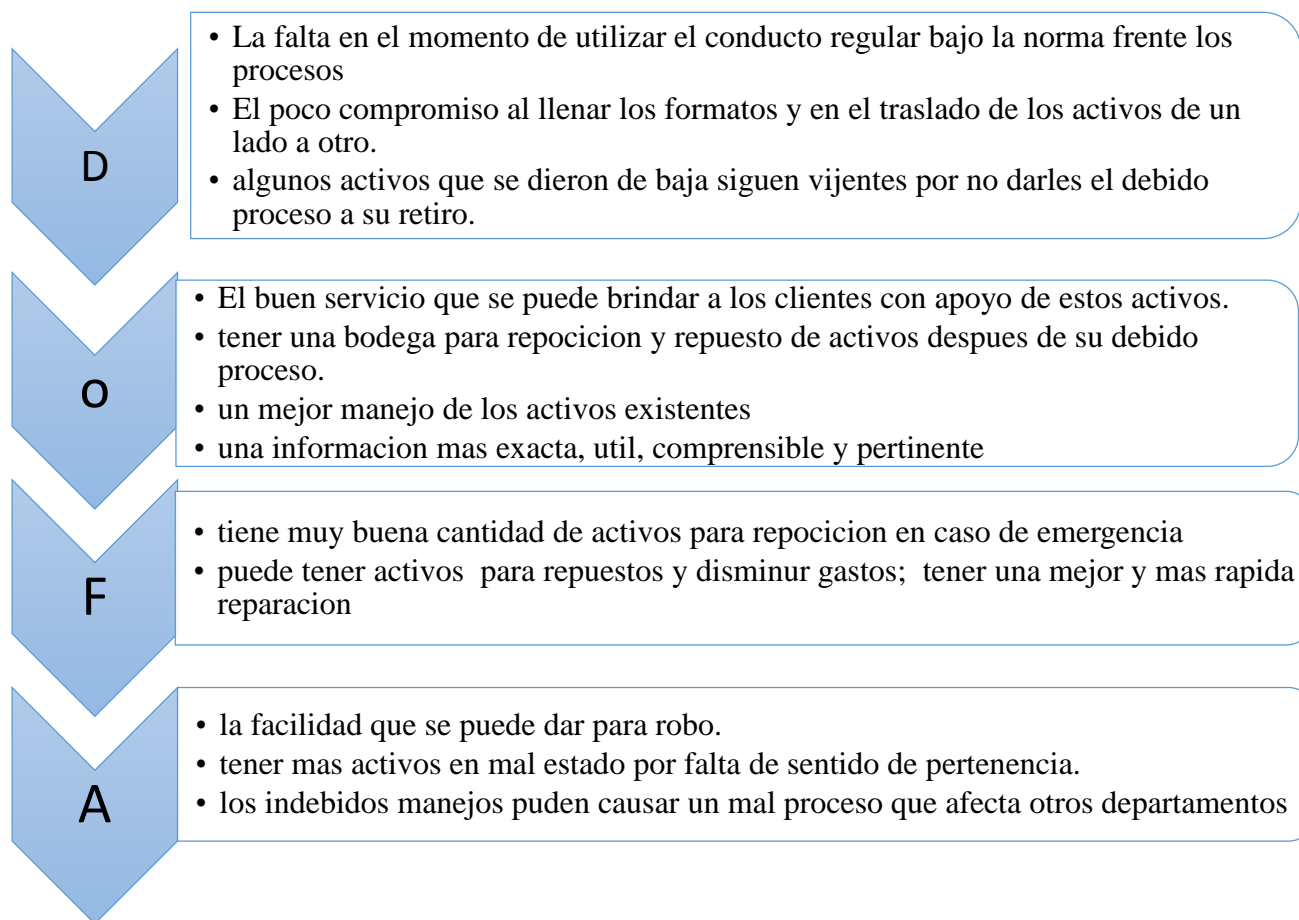 D
• La falta en el momento de utilizar el conducto regular bajo la norma frente los
procesos
• El poco compromiso al llenar los formatos y en el traslado de los activos de un
lado a otro.
• algunos activos que se dieron de baja siguen vijentes por no darles el debido
proceso a su retiro.
O
• El buen servicio que se puede brindar a los clientes con apoyo de estos activos.
• tener una bodega para repocicion y repuesto de activos despues de su debido
proceso.
• un mejor manejo de los activos existentes
• una informacion mas exacta, util, comprensible y pertinente
F
• tiene muy buena cantidad de activos para repocicion en caso de emergencia
• puede tener activos para repuestos y disminur gastos; tener una mejor y mas rapida
reparacion
A
• la facilidad que se puede dar para robo.
• tener mas activos en mal estado por falta de sentido de pertenencia.
• los indebidos manejos puden causar un mal proceso que afecta otros departamentos